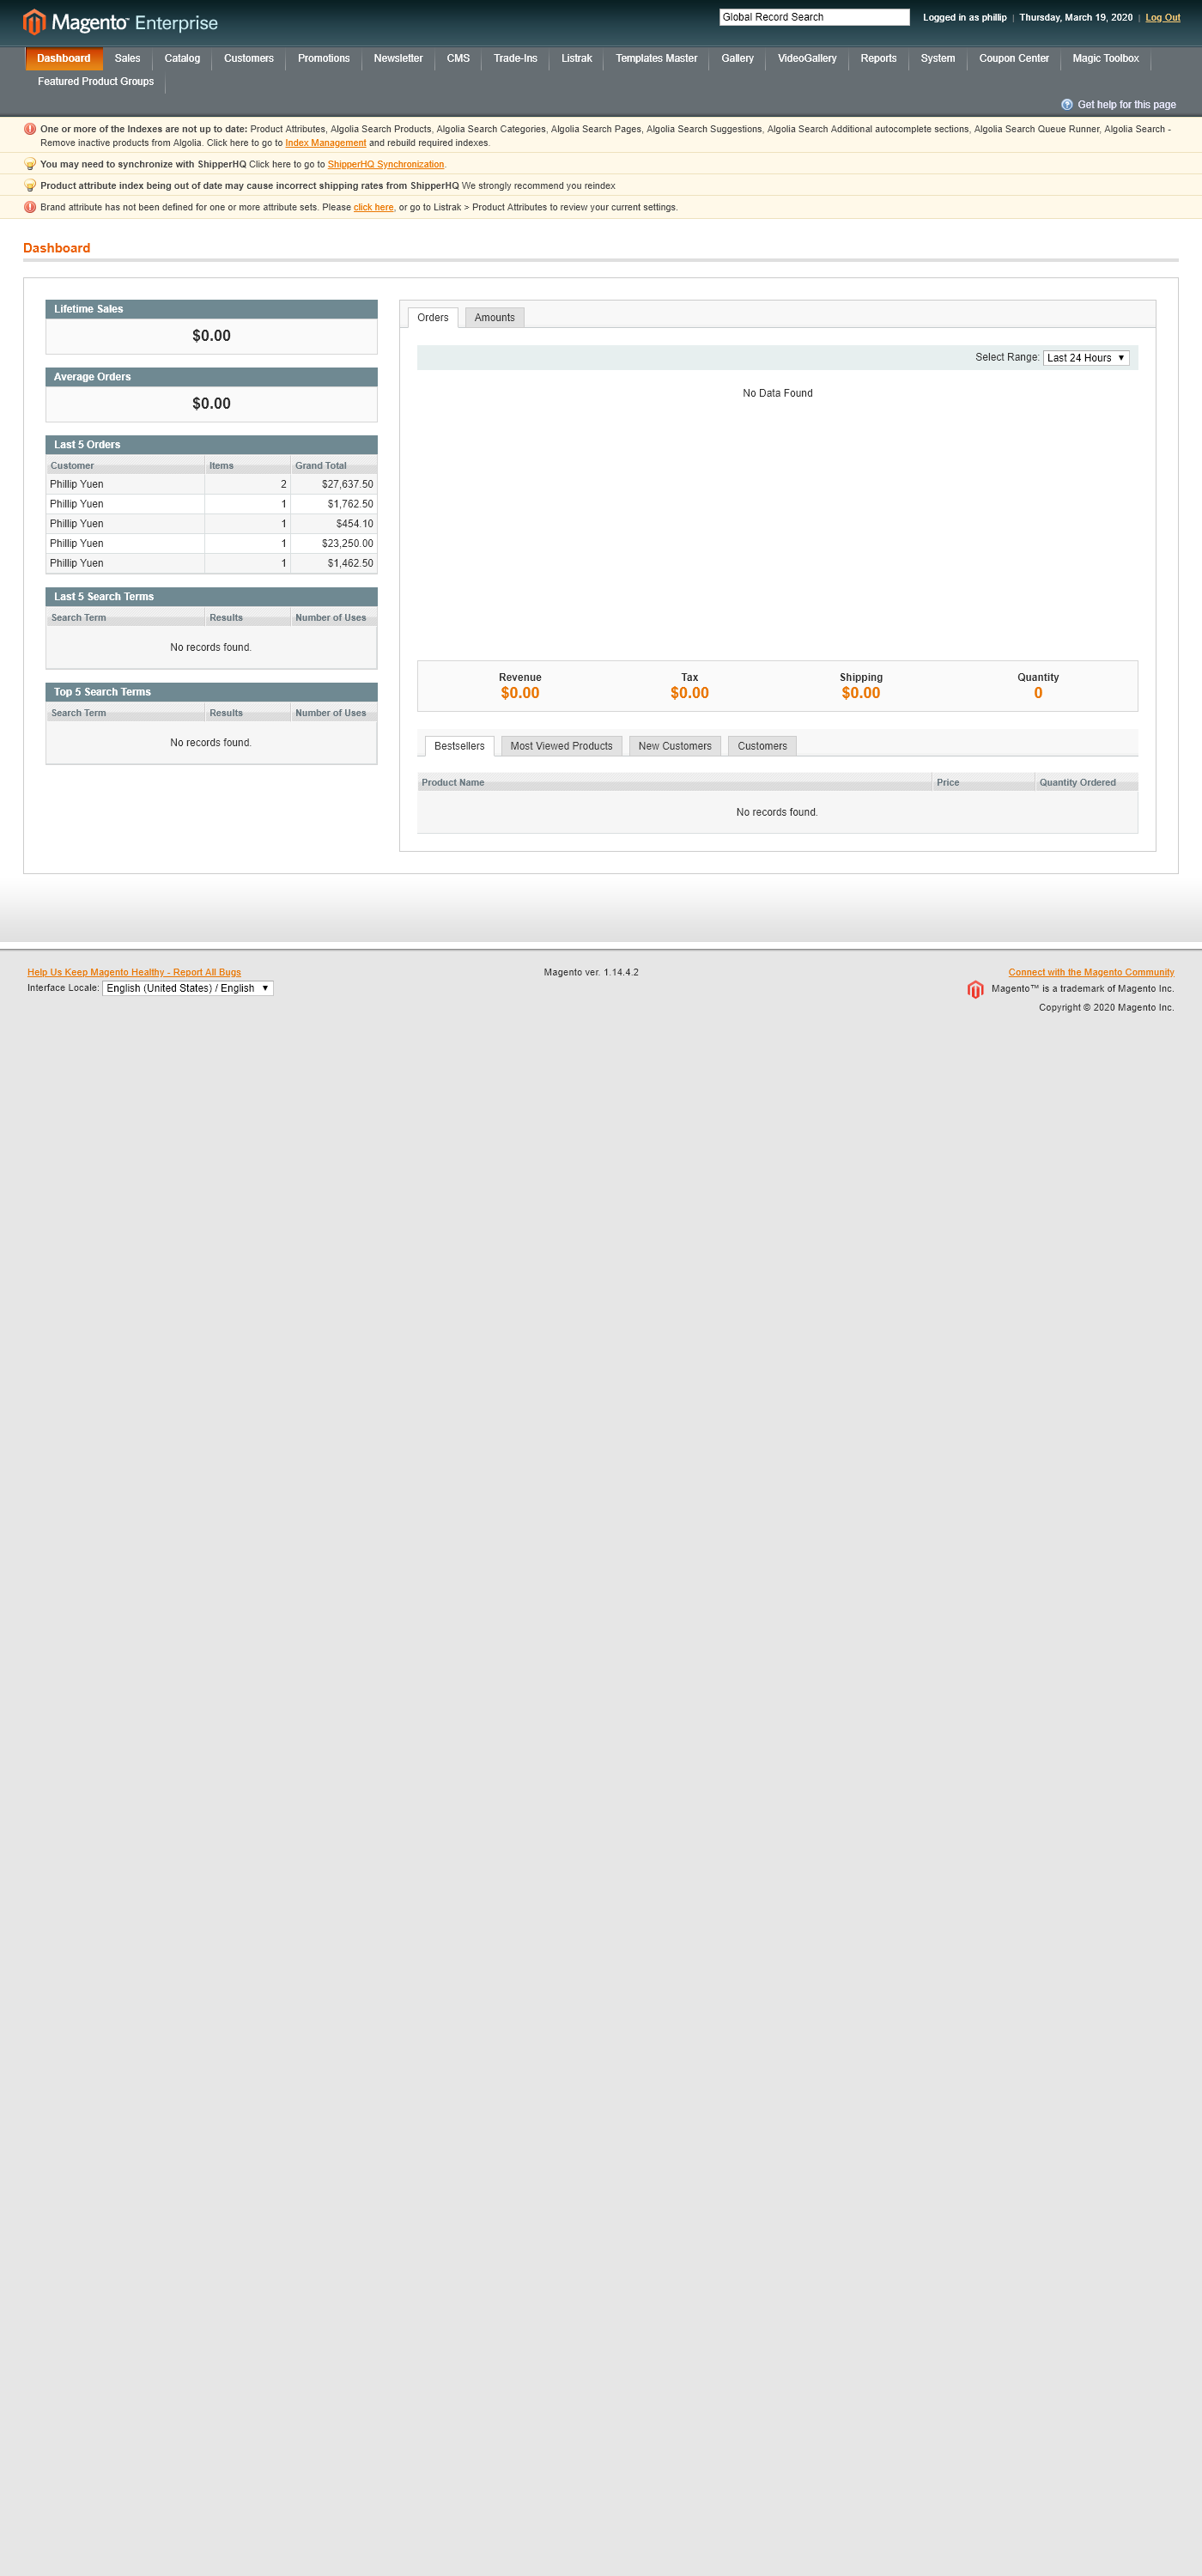 Magento™ Enterprise
Global Record Search
Logged in as phillip | Thursday, March 19, 2020 | Log Out
Dashboard Sales Catalog Customers Promotions Newsletter CMS Trade-Ins Listrak Templates Master Gallery VideoGallery Reports System Coupon Center Magic Toolbox
Featured Product Groups
Get help for this page
One or more of the Indexes are not up to date: Product Attributes, Algolia Search Products, Algolia Search Categories, Algolia Search Pages, Algolia Search Suggestions, Algolia Search Additional autocomplete sections, Algolia Search Queue Runner, Algolia Search -
Remove inactive products from Algolia. Click here to go to Index Management and rebuild required indexes.
You may need to synchronize with ShipperHQ Click here to go to ShipperHQ Synchronization.
Product attribute index being out of date may cause incorrect shipping rates from ShipperHQ We strongly recommend you reindex
Brand attribute has not been defined for one or more attribute sets. Please click here, or go to Listrak > Product Attributes to review your current settings.
Dashboard
Lifetime Sales
$0.00
Average Orders
$0.00
Last 5 Orders
Customer Items Grand Total
Phillip Yuen 2 $27,637.50
Phillip Yuen 1 $1,762.50
Phillip Yuen 1 $454.10
Phillip Yuen 1 $23,250.00
Phillip Yuen 1 $1,462.50
Last 5 Search Terms
Search Term Results Number of Uses
No records found.
Top 5 Search Terms
Search Term Results Number of Uses
No records found.
Orders Amounts
Select Range: Last 24 Hours
No Data Found
Revenue Tax Shipping Quantity
$0.00 $0.00 $0.00 0
Bestsellers Most Viewed Products New Customers Customers
Product Name Price Quantity Ordered
No records found.
Help Us Keep Magento Healthy - Report All Bugs
Interface Locale: English (United States) / English
Magento ver. 1.14.4.2
Connect with the Magento Community
Magento™ is a trademark of Magento Inc.
Copyright © 2020 Magento Inc.